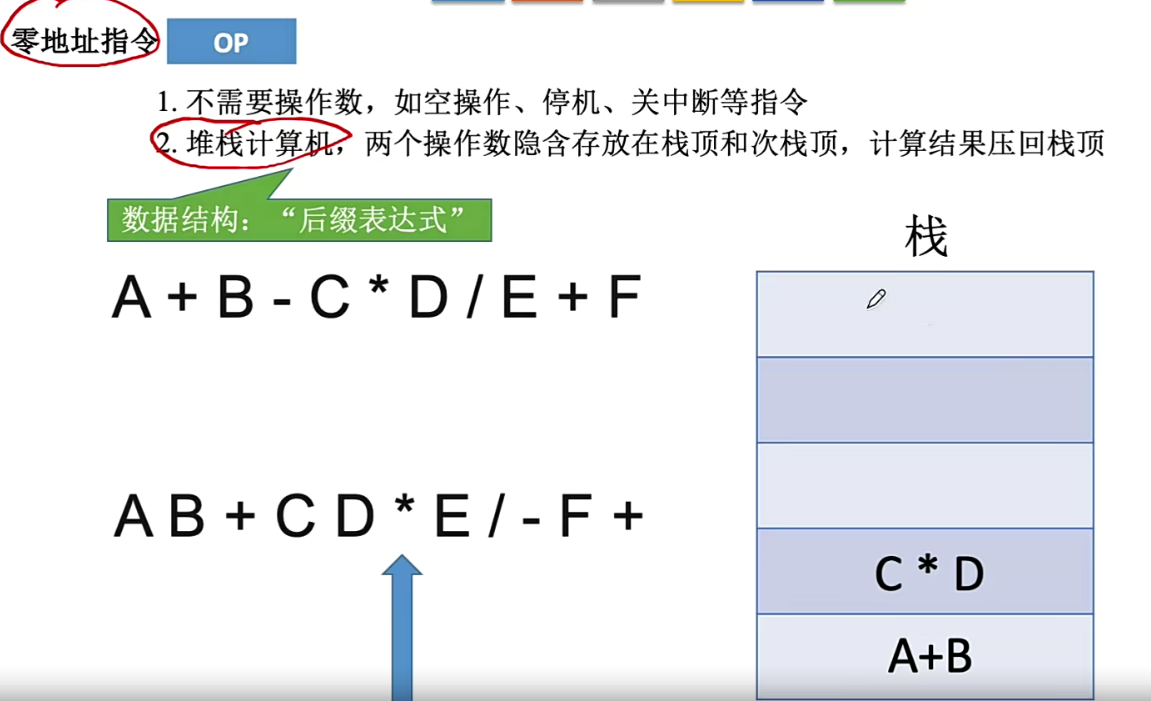 零地址指令
OP
1. 不需要操作数，如空操作、停机、关中断等指令
2. 堆栈计算机，两个操作数隐含存放在栈顶和次栈顶，计算结果压回栈顶
数据结构：“后缀表达式”
A + B - C * D / E + F
A B + C D * E / - F +
栈
C * D
A+B